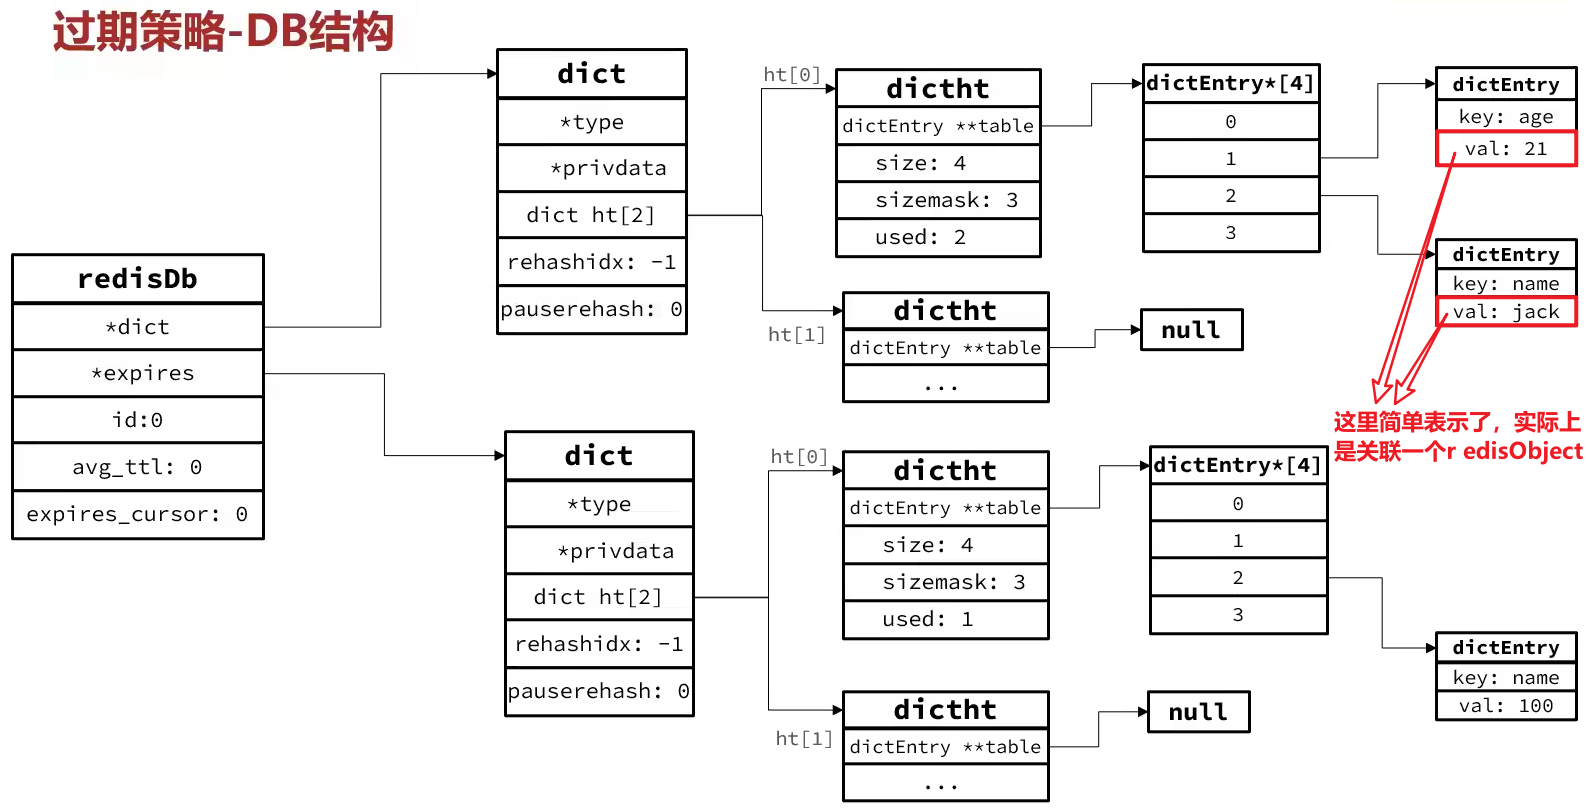 过期策略-DB结构
redisDb
*dict
*expires
id:0
avg_ttl: 0
expires_cursor: 0
dict
*type
*privdata
dict ht[2]
rehashidx: -1
pauserehash: 0
ht[0]
dictht
dictEntry **table
size: 4
sizemask: 3
used: 2
ht[1]
dictht
dictEntry **table
...
dictEntry*[4]
0
1
2
3
null
dictEntry
key: age
val: 21
dictEntry
key: name
val: jack
这里简单表示了，实际上
是关联一个r edisObject
dict
*type
*privdata
dict ht[2]
rehashidx: -1
pauserehash: 0
ht[0]
dictht
dictEntry **table
size: 4
sizemask: 3
used: 1
ht[1]
dictht
dictEntry **table
...
dictEntry*[4]
0
1
2
3
null
dictEntry
key: name
val: 100